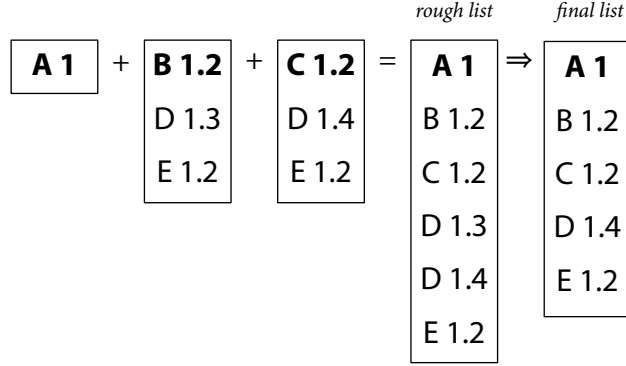 rough list final list
A 1 + B 1.2 + C 1.2 = A 1 ⇒ A 1
D 1.3 D 1.4 B 1.2 B 1.2
E 1.2 E 1.2 C 1.2 C 1.2
D 1.3 D 1.4
D 1.4 E 1.2
E 1.2